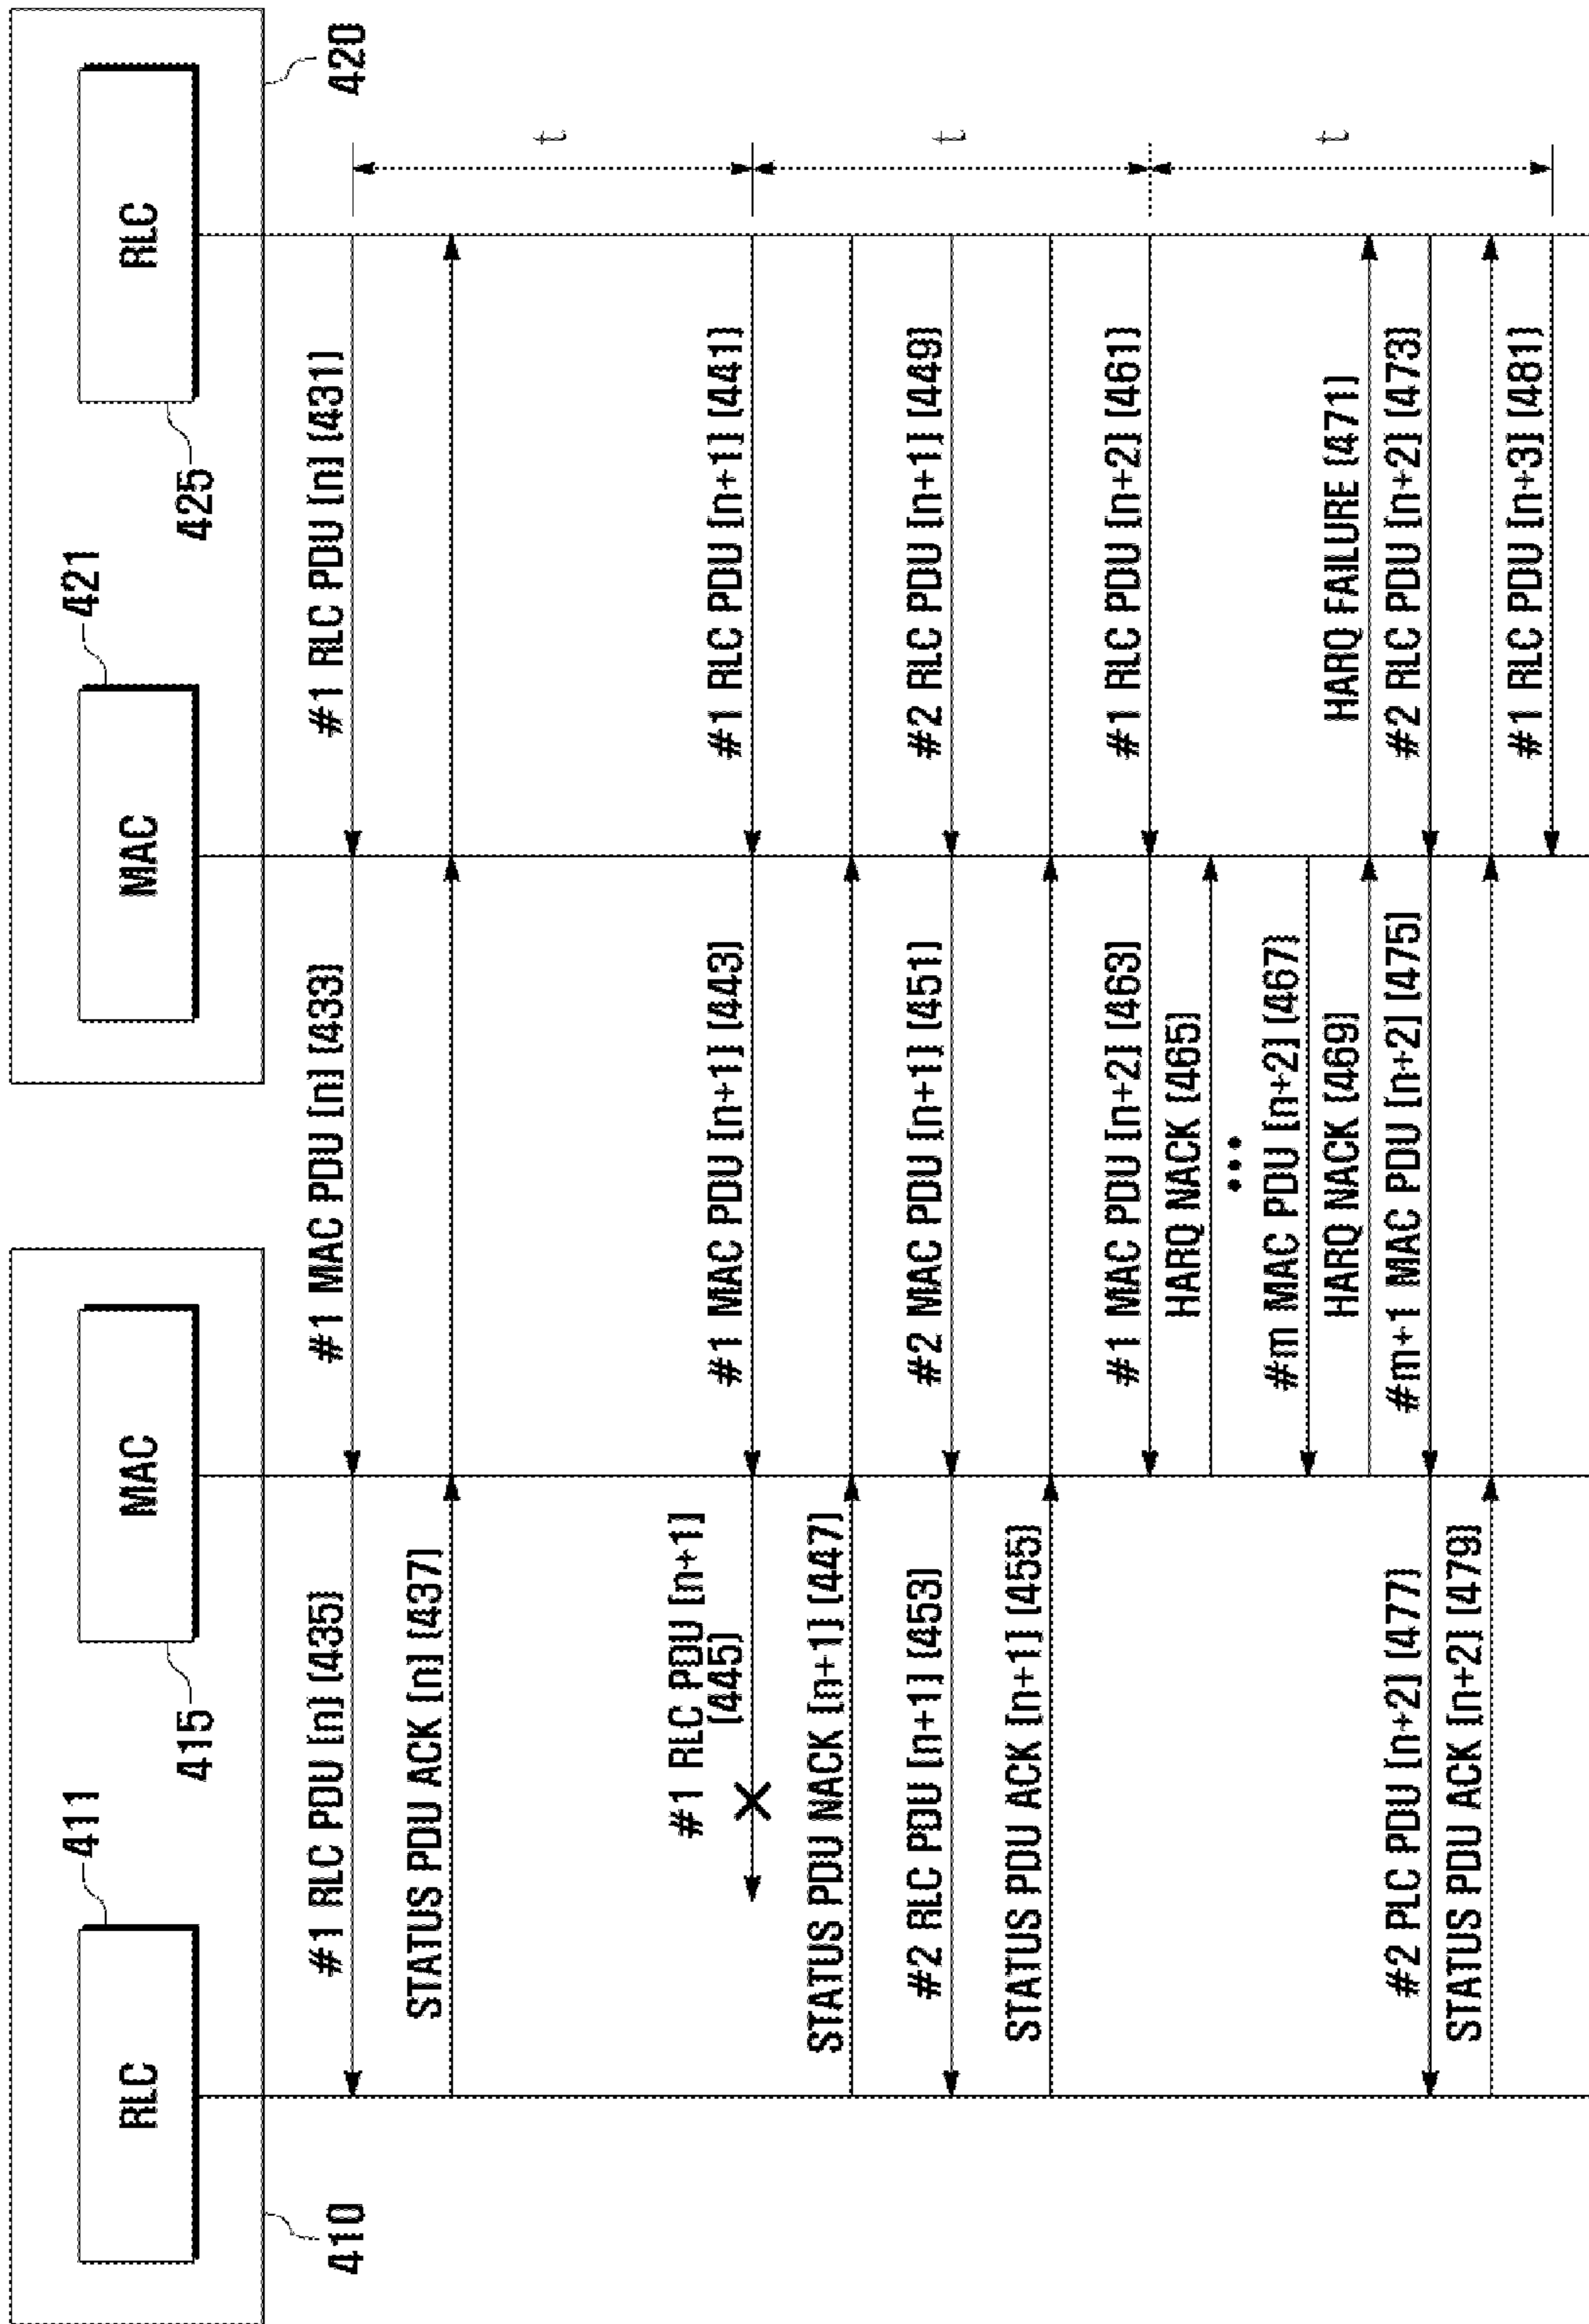 RLC
MAC
MAC
RLC
411
415
421
425
410
420
#1 RLC PDU [n] (435)
#1 MAC PDU [n] (433)
#1 RLC PDU [n] (431)
STATUS PDU ACK [n] (437)
t
#1 RLC PDU [n+1]
(445)
#1 MAC PDU [n+1] (443)
#1 RLC PDU [n+1] (441)
STATUS PDU NACK [n+1] (447)
#2 RLC PDU [n+1] (453)
#2 MAC PDU [n+1] (451)
#2 RLC PDU [n+1] (449)
t
STATUS PDU ACK [n+1] (455)
#1 MAC PDU [n+2] (463)
#1 RLC PDU [n+2] (461)
HARQ NACK (465)
•••
#m MAC PDU [n+2] (467)
t
HARQ NACK (469)
HARQ FAILURE (471)
#2 PLC PDU [n+2] (477)
#m+1 MAC PDU [n+2] (475)
#2 RLC PDU [n+2] (473)
STATUS PDU ACK [n+2] (479)
#1 RLC PDU [n+3] (481)